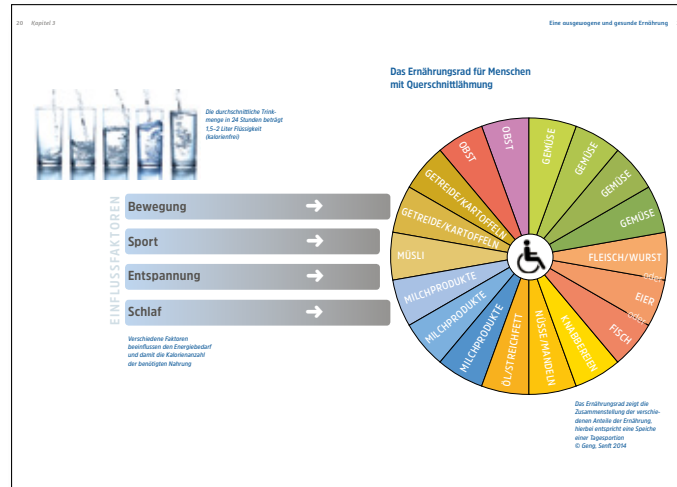 20 Kapitel 3
Eine ausgewogene und gesunde Ernährung
Das Ernährungsrad für Menschen
mit Querschnittlähmung
Die durchschnittliche Trink-
menge in 24 Stunden beträgt
1,5–2 Liter Flüssigkeit
(kalorienfrei)
EINFLUSSFAKTOREN
Bewegung
Sport
Entspannung
Schlaf
Verschiedene Faktoren
beeinflussen den Energiebedarf
und damit die Kalorienanzahl
der benötigten Nahrung
OBST
GEMÜSE
GEMÜSE
GEMÜSE
GEMÜSE
FLEISCH/WURST
oder
EIER
oder
FISCH
KNABBEREIEN
NÜSSE/MANDELN
ÖL/STREICHFETT
MILCHPRODUKTE
MILCHPRODUKTE
MILCHPRODUKTE
MÜSLI
GETREIDE/KARTOFFELN
GETREIDE/KARTOFFELN
OBST
Das Ernährungsrad zeigt die
Zusammenstellung der verschie-
denen Anteile der Ernährung,
hierbei entspricht eine Speiche
einer Tagesportion
© Geng, Senft 2014